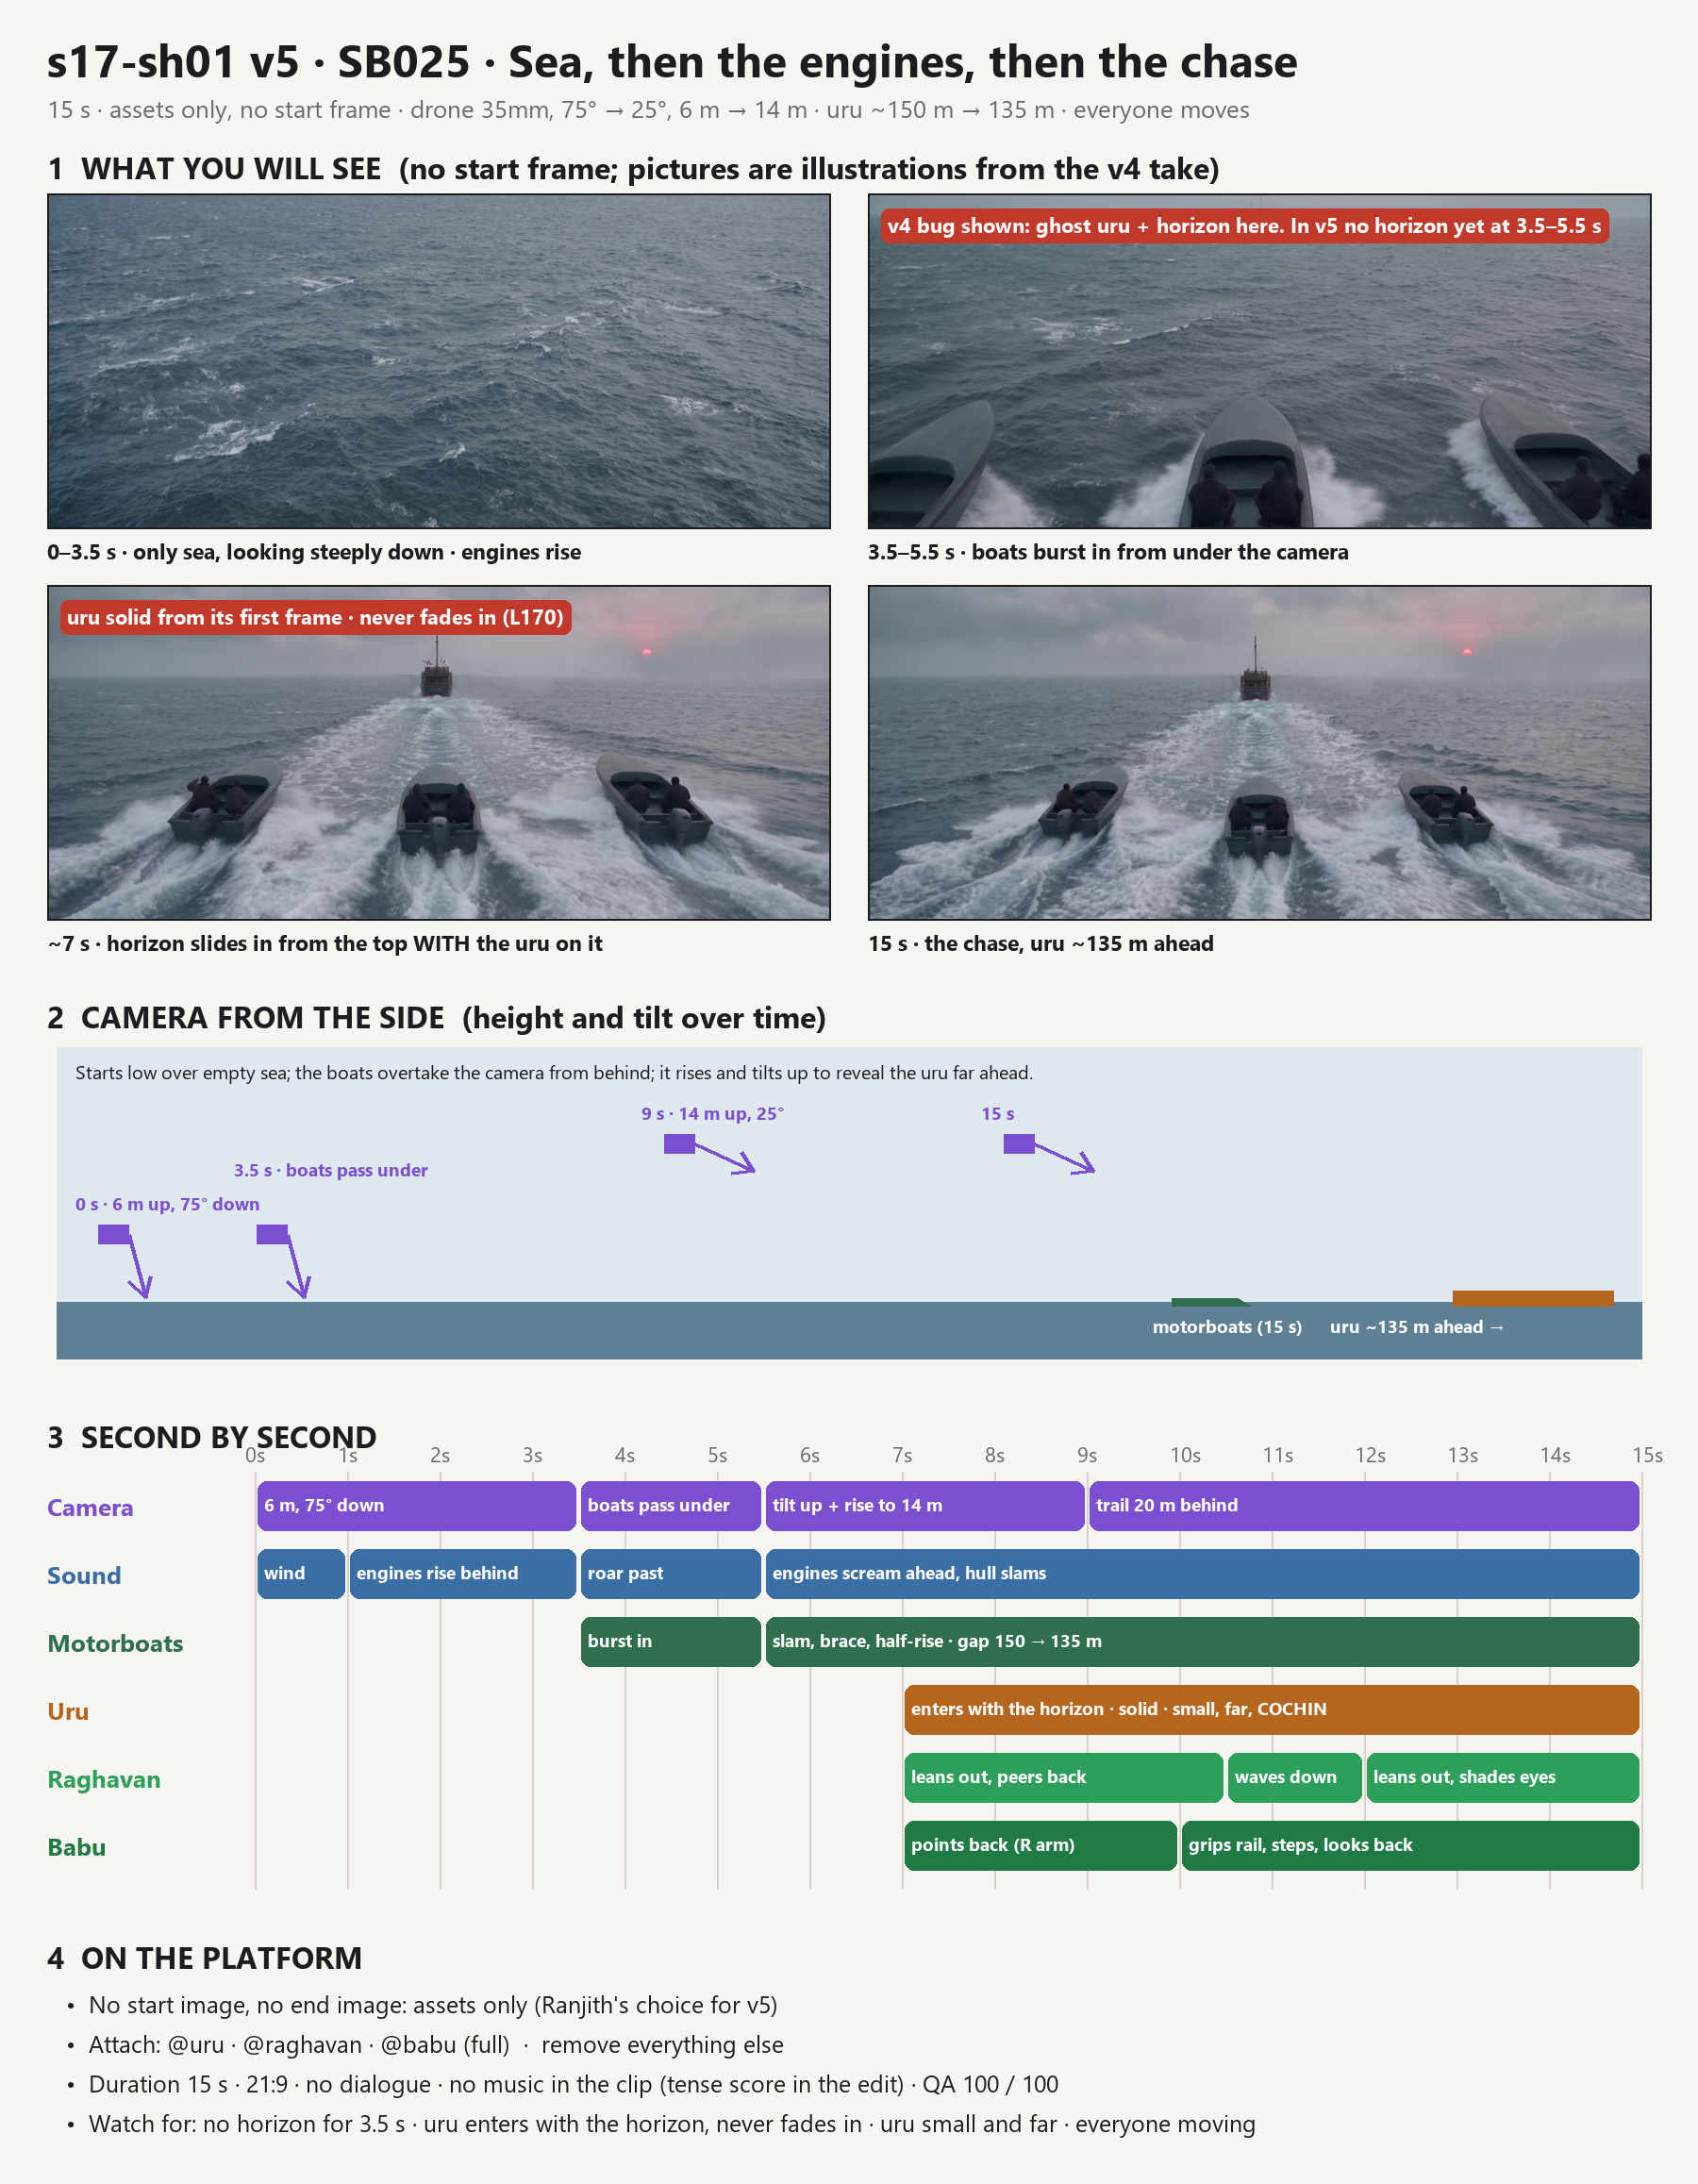 s17-sh01 v5 · SB025 · Sea, then the engines, then the chase
15 s · assets only, no start frame · drone 35mm, 75° → 25°, 6 m → 14 m · uru ~150 m → 135 m · everyone moves
1 WHAT YOU WILL SEE (no start frame; pictures are illustrations from the v4 take)
v4 bug shown: ghost uru + horizon here. In v5 no horizon yet at 3.5–5.5 s
0–3.5 s · only sea, looking steeply down · engines rise
3.5–5.5 s · boats burst in from under the camera
uru solid from its first frame · never fades in (L170)
~7 s · horizon slides in from the top WITH the uru on it
15 s · the chase, uru ~135 m ahead
2 CAMERA FROM THE SIDE (height and tilt over time)
Starts low over empty sea; the boats overtake the camera from behind; it rises and tilts up to reveal the uru far ahead.
9 s · 14 m up, 25°
15 s
3.5 s · boats pass under
0 s · 6 m up, 75° down
motorboats (15 s)
uru ~135 m ahead →
3 SECOND BY SECOND
0s 1s 2s 3s 4s 5s 6s 7s 8s 9s 10s 11s 12s 13s 14s 15s
Camera
6 m, 75° down
boats pass under
tilt up + rise to 14 m
trail 20 m behind
Sound
wind
engines rise behind
roar past
engines scream ahead, hull slams
Motorboats
burst in
slam, brace, half-rise · gap 150 → 135 m
Uru
enters with the horizon · solid · small, far, COCHIN
Raghavan
leans out, peers back
waves down
leans out, shades eyes
Babu
points back (R arm)
grips rail, steps, looks back
4 ON THE PLATFORM
• No start image, no end image: assets only (Ranjith's choice for v5)
• Attach: @uru · @raghavan · @babu (full) · remove everything else
• Duration 15 s · 21:9 · no dialogue · no music in the clip (tense score in the edit) · QA 100 / 100
• Watch for: no horizon for 3.5 s · uru enters with the horizon, never fades in · uru small and far · everyone moving